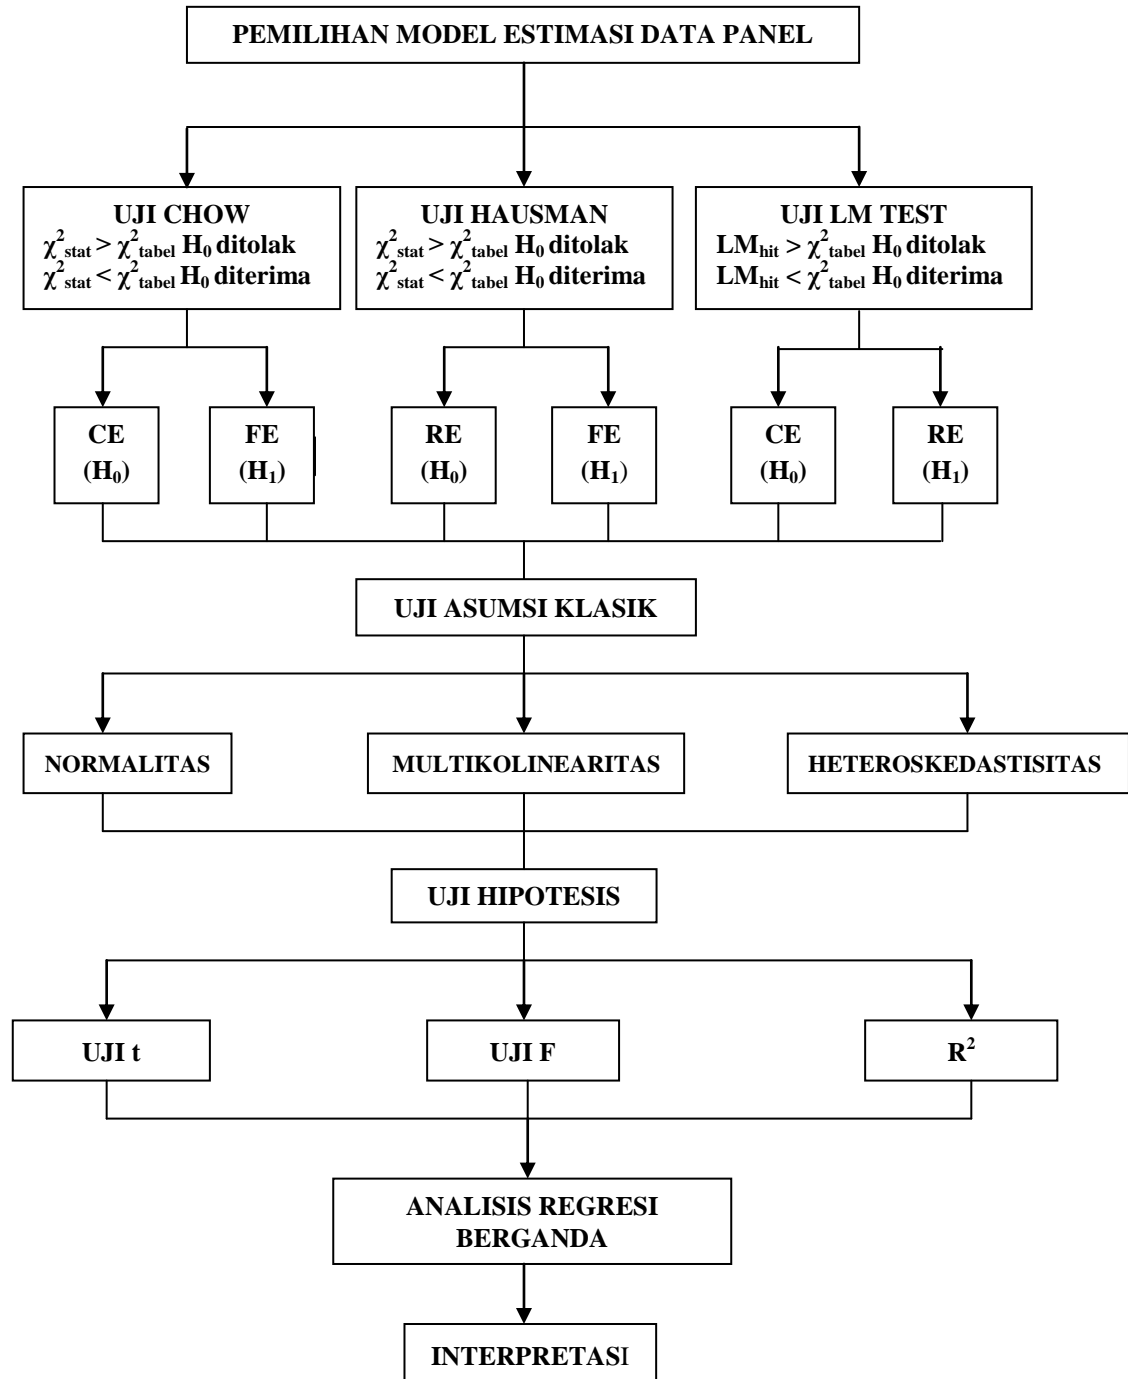 PEMILIHAN MODEL ESTIMASI DATA PANEL
UJI CHOW
χ²stat > χ²tabel H₀ ditolak
χ²stat < χ²tabel H₀ diterima
UJI HAUSMAN
χ²stat > χ²tabel H₀ ditolak
χ²stat < χ²tabel H₀ diterima
UJI LM TEST
LMhit > χ²tabel H₀ ditolak
LMhit < χ²tabel H₀ diterima
CE
(H₀)
FE
(H₁)
RE
(H₀)
FE
(H₁)
CE
(H₀)
RE
(H₁)
UJI ASUMSI KLASIK
NORMALITAS
MULTIKOLINEARITAS
HETEROSKEDASTISITAS
UJI HIPOTESIS
UJI t
UJI F
R²
ANALISIS REGRESI
BERGANDA
INTERPRETASI